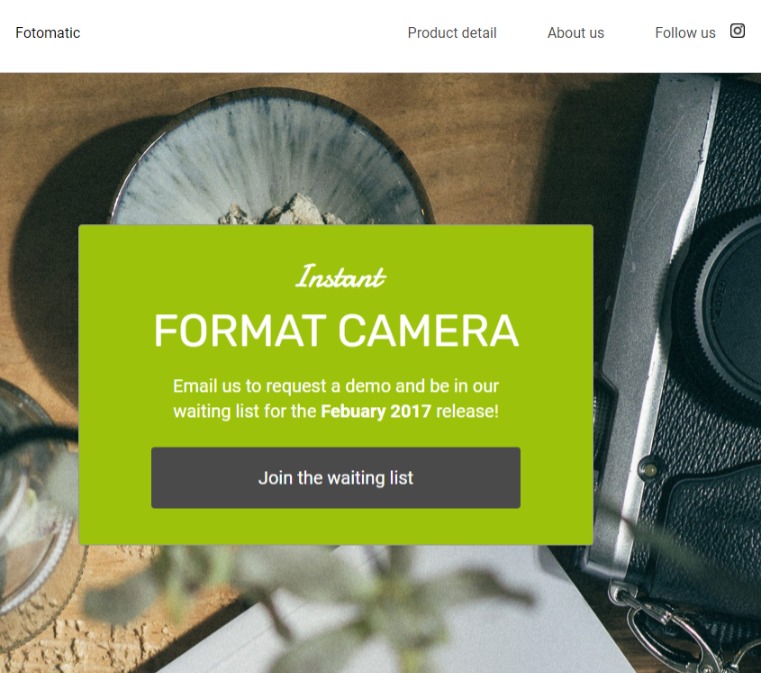 Fotomatic
Product detail
About us
Follow us
Instant
FORMAT CAMERA
Email us to request a demo and be in our
waiting list for the Febuary 2017 release!
Join the waiting list